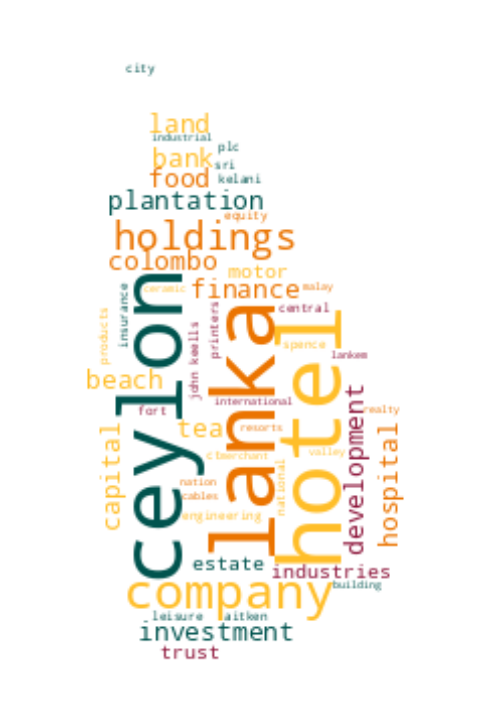 city
land
industrial
plc
bank
sri
food
kelani
plantation
equity
holdings
colombo
motor
ceylon
ceramic
finance
malay
insurance
products
john keells
printers
lanka
central
hotel
spence
lankem
beach
international
fort
realty
capital
tea
resorts
development
hospital
merchant
valley
national
nation
cables
engineering
estate
industries
company
building
leisure
aitken
investment
trust